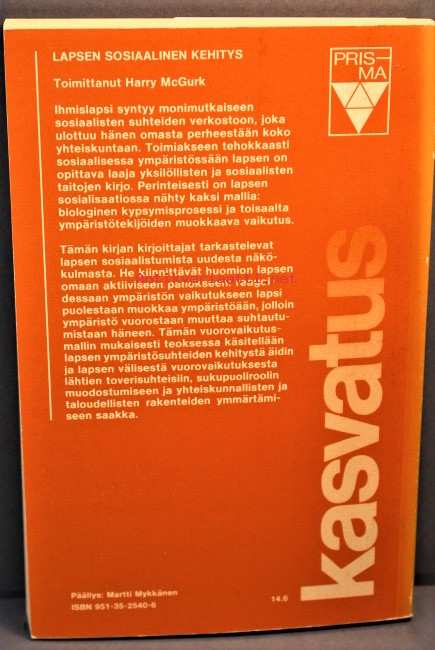 LAPSEN SOSIAALINEN KEHITYS
PRIS-
MA
Toimittanut Harry McGurk
Ihmislapsi syntyy monimutkaiseen
sosiaalisten suhteiden verkostoon, joka
ulottuu hänen omasta perheestään koko
yhteiskuntaan. Toimiakseen tehokkaasti
sosiaalisessa ympäristössään lapsen on
opittava laaja yksilöllisten ja sosiaalisten
taitojen kirjo. Perinteisesti on lapsen
sosialisaatiossa nähty kaksi mallia:
biologinen kypsymisprosessi ja toisaalta
ympäristötekijöiden muokkaava vaikutus.
Tämän kirjan kirjoittajat tarkastelevat
lapsen sosiaalistumista uudesta näkö-
kulmasta. He kiinnittävät huomion lapsen
omaan aktiiviseen panokseen:
dessaan ympäristön vaikutukseen lapsi
puolestaan muokkaa ympäristöään, jolloin
ympäristö vuorostaan muuttaa suhtautu-
mistaan häneen. Tämän vuorovaikutus-
mallin mukaisesti teoksessa käsitellään
lapsen ympäristösuhteiden kehitystä äidin
ja lapsen välisestä vuorovaikutuksesta
lähtien toverisuhteisiin, sukupuoliroolin
muodostumiseen ja yhteiskunnallisten ja
taloudellisten rakenteiden ymmärtämi-
seen saakka.
kasvatus
Päällys: Martti Mykkänen
ISBN 951-35-2540-6
14.6